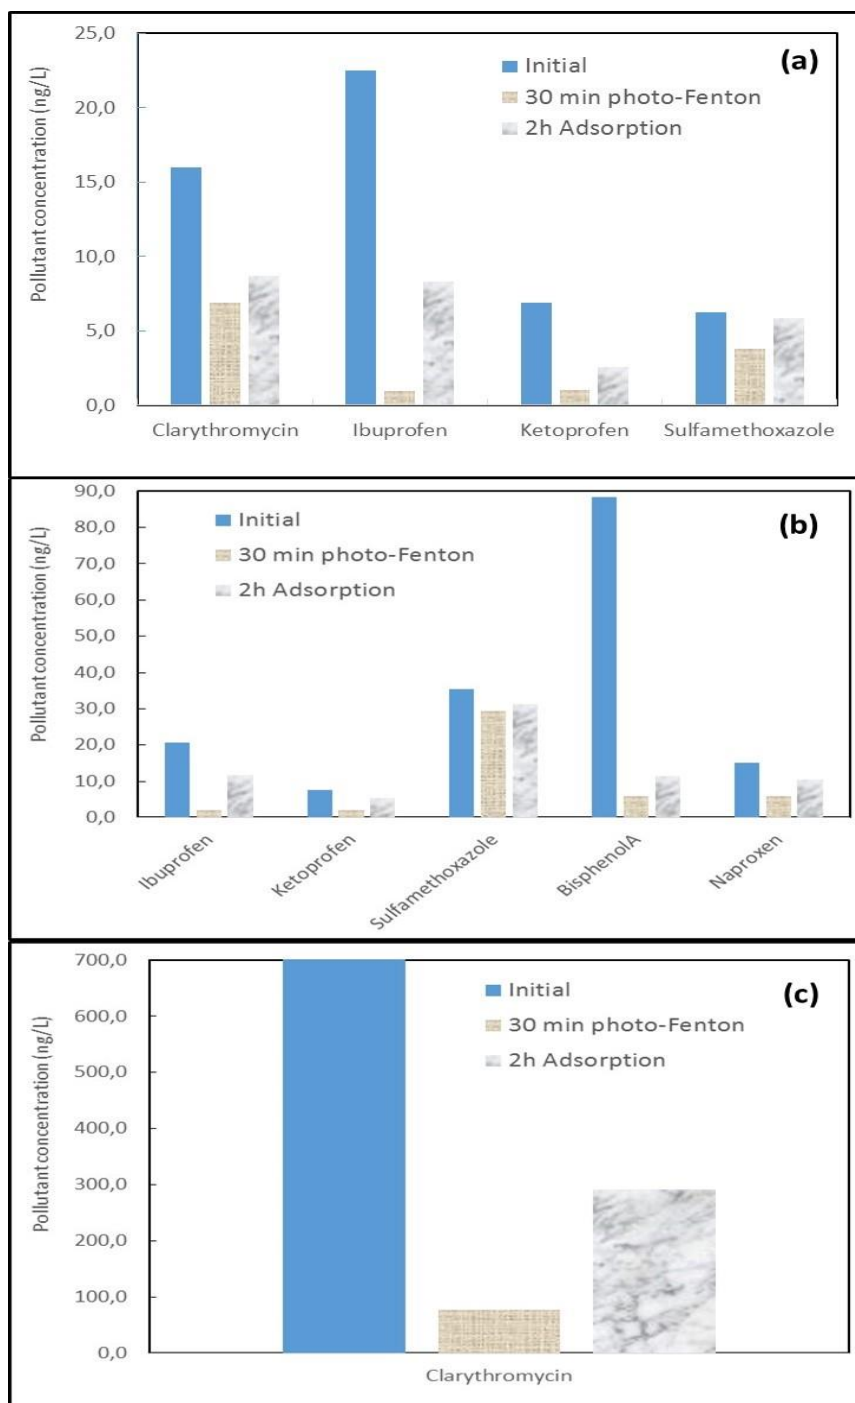 (a)
Pollutant concentration (ng/L)
25,0
20,0
15,0
10,0
5,0
0,0
Initial
30 min photo-Fenton
2h Adsorption
Clarythromycin Ibuprofen Ketoprofen Sulfamethoxazole
(b)
Pollutant concentration (ng/L)
90,0
80,0
70,0
60,0
50,0
40,0
30,0
20,0
10,0
0,0
Initial
30 min photo-Fenton
2h Adsorption
Ibuprofen
Ketoprofen
Sulfamethoxazole
BisphenolA
Naproxen
(c)
Pollutant concentration (ng/L)
700,0
600,0
500,0
400,0
300,0
200,0
100,0
0,0
Initial
30 min photo-Fenton
2h Adsorption
Clarythromycin